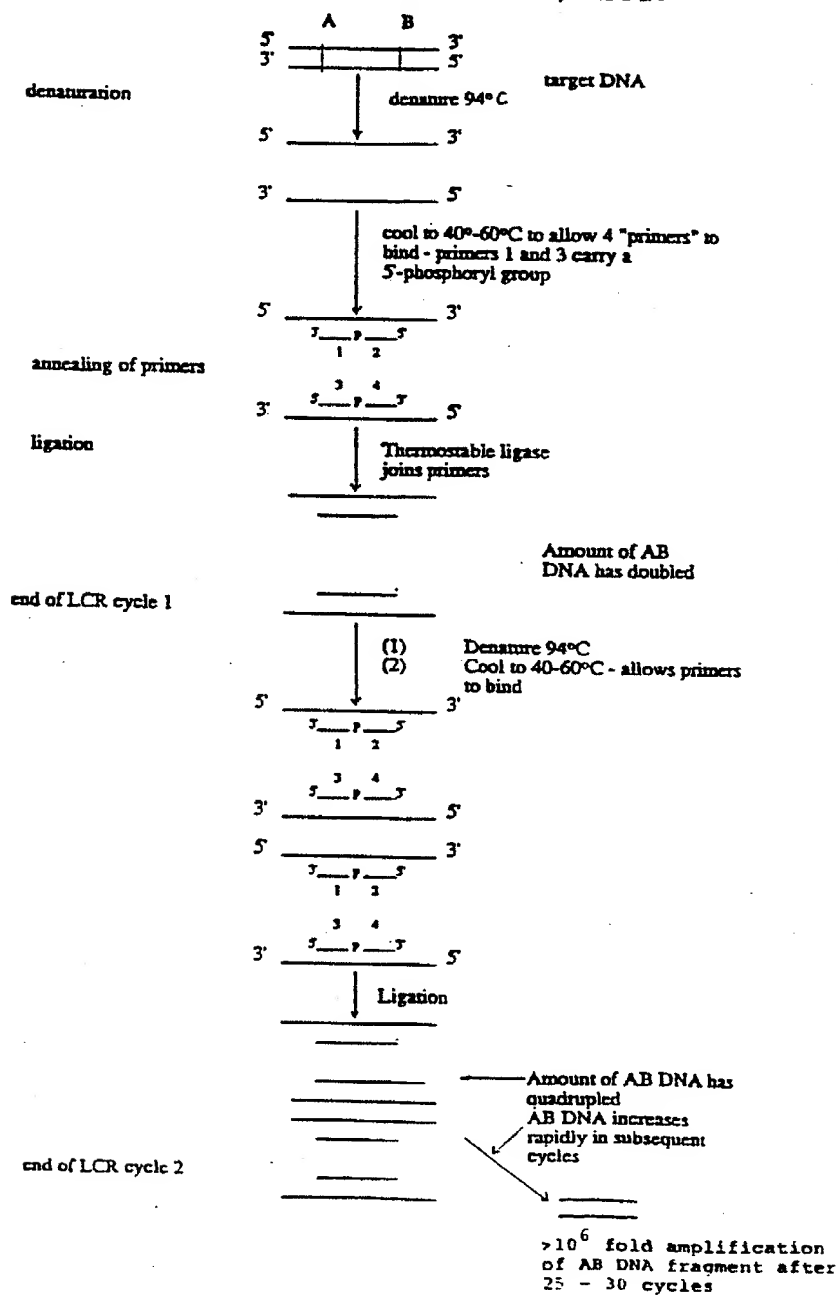 A B
5' 3'
3' 5'
target DNA
denaturation
denature 94° C
5' 3'
3' 5'
cool to 40°-60°C to allow 4 "primers" to
bind - primers 1 and 3 carry a
5'-phosphoryl group
5' 3'
3' P 5'
1 2
annealing of primers
3 4
5' P 3'
3' 5'
ligation
Thermostable ligase
joins primers
Amount of AB
DNA has doubled
end of LCR cycle 1
(1) Denature 94°C
(2) Cool to 40-60°C - allows primers
to bind
5' 3'
3' P 5'
1 2
3 4
5' P 3'
3' 5'
5' 3'
3' P 5'
1 2
3 4
5' P 3'
3' 5'
Ligation
Amount of AB DNA has
quadrupled
AB DNA increases
rapidly in subsequent
cycles
end of LCR cycle 2
>10⁶ fold amplification
of AB DNA fragment after
25 - 30 cycles